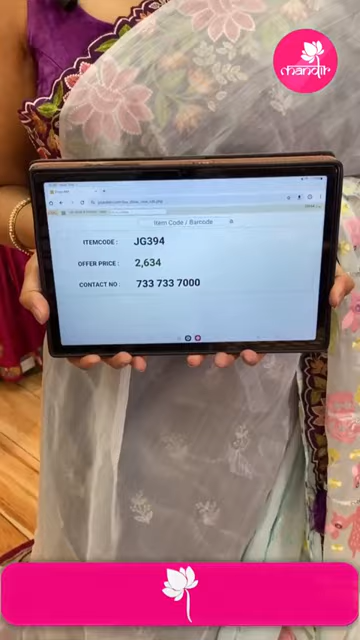 mandir
Item Code / Barcode
ITEMCODE : JG394
OFFER PRICE : 2,634
CONTACT NO : 733 733 7000